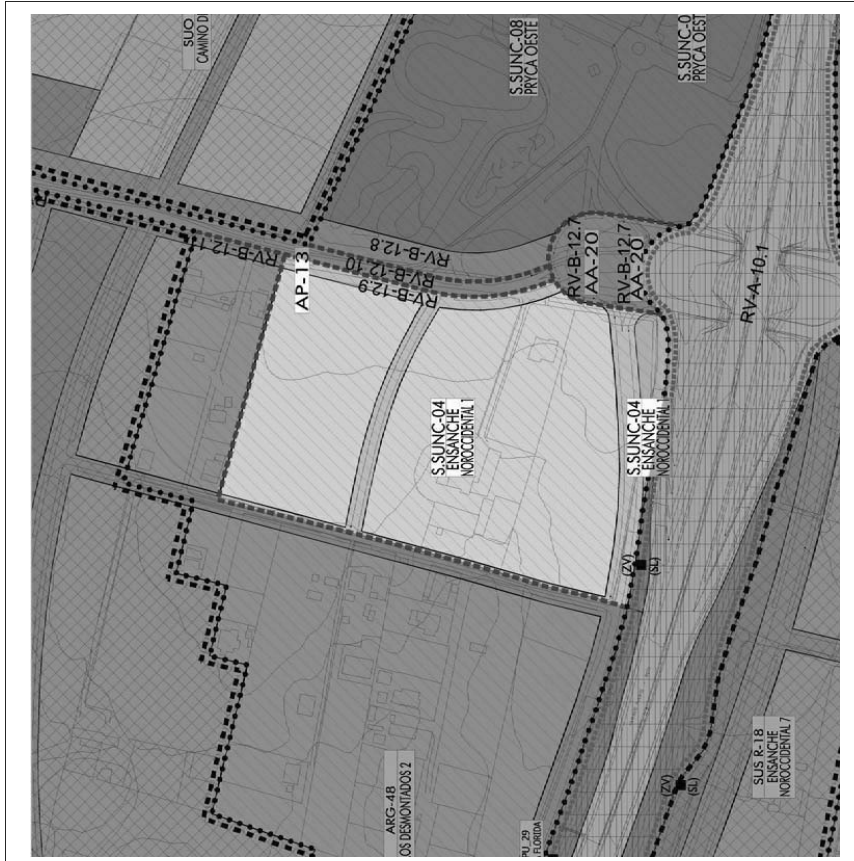 SUO
CAMINO D
S.SUNC-08
PRYCA OESTE
S.SUNC-0
PRYCA OEST
RV-B-12.11
AP-13
RV-B-12.8
RV-B-12.10
RV-B-12.9
RV-B-12.7
AA-20
RV-B-12.7
AA-20
RV-A-10.1
S.SUNC-04
ENSANCHE
NOROCCIDENTAL 1
S.SUNC-04
ENSANCHE
NOROCCIDENTAL 1
(ZV)
(SL)
(ZV)
(SL)
ARG-48
OS DESMONTADOS 2
PU 29
FLORIDA
SUS R-18
ENSANCHE
NOROCCIDENTAL 7